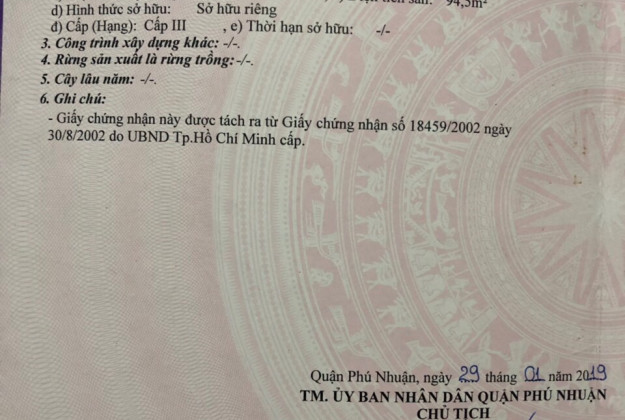 94,5m²
d) Hình thức sở hữu: Sở hữu riêng
đ) Cấp (Hạng): Cấp III , e) Thời hạn sở hữu: -/-
3. Công trình xây dựng khác: -/-.
4. Rừng sản xuất là rừng trồng:-/-.
5. Cây lâu năm: -/-.
6. Ghi chú:
- Giấy chứng nhận này được tách ra từ Giấy chứng nhận số 18459/2002 ngày
30/8/2002 do UBND Tp.Hồ Chí Minh cấp.
Quận Phú Nhuận, ngày 29 tháng 01 năm 2019
TM. ỦY BAN NHÂN DÂN QUẬN PHÚ NHUẬN
CHỦ TỊCH